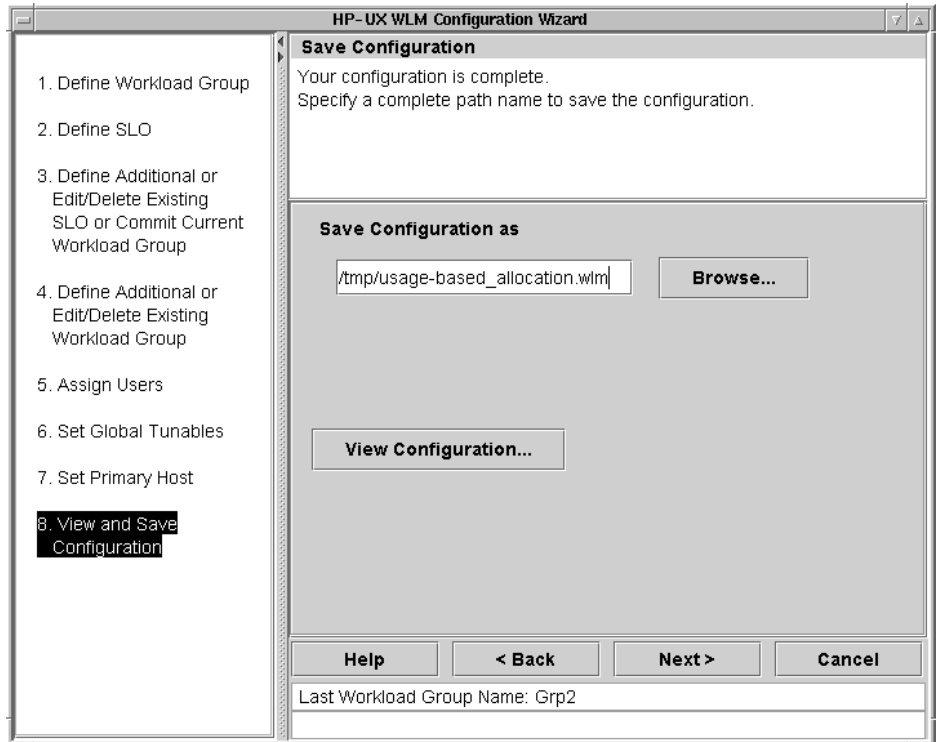 HP-UX WLM Configuration Wizard
1. Define Workload Group
2. Define SLO
3. Define Additional or
Edit/Delete Existing
SLO or Commit Current
Workload Group
4. Define Additional or
Edit/Delete Existing
Workload Group
5. Assign Users
6. Set Global Tunables
7. Set Primary Host
8. View and Save
Configuration
Save Configuration
Your configuration is complete.
Specify a complete path name to save the configuration.
Save Configuration as
/tmp/usage-based_allocation.wlm
Browse...
View Configuration...
Help
< Back
Next >
Cancel
Last Workload Group Name: Grp2